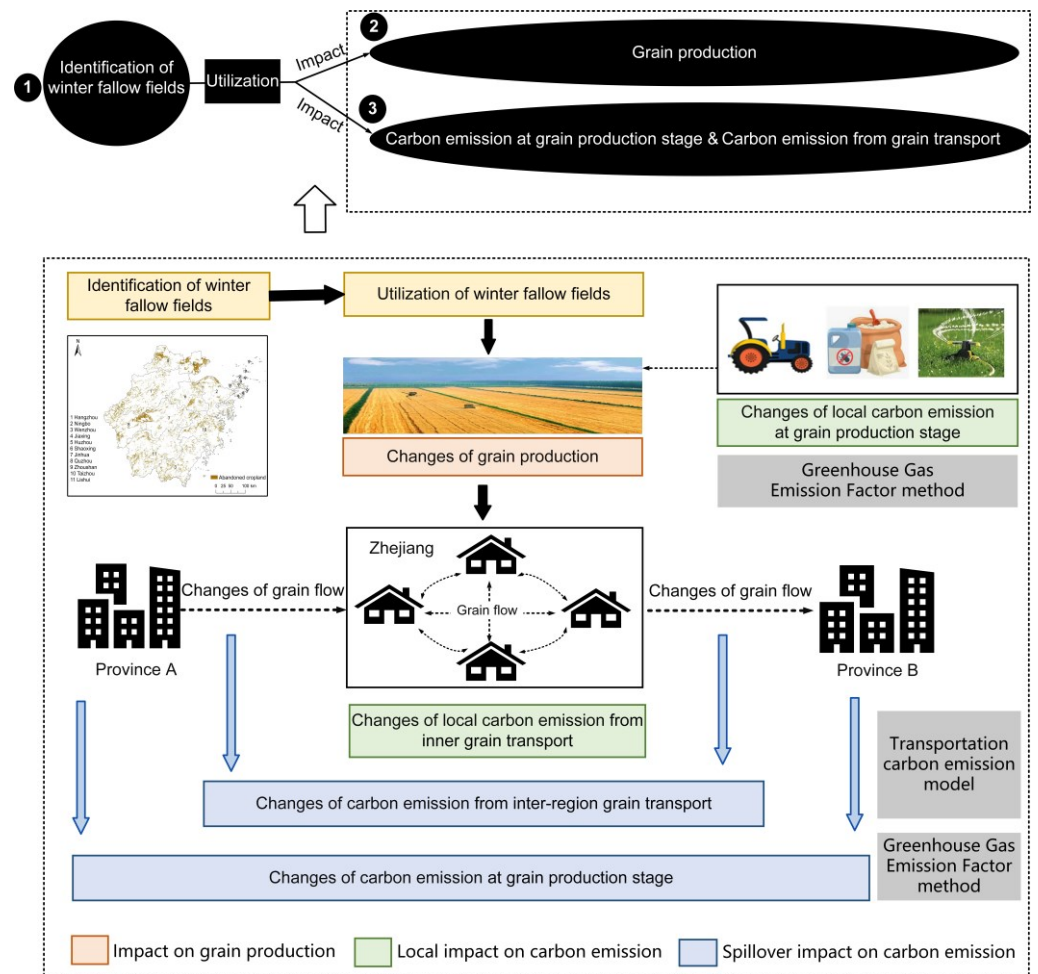 2
Grain production
Impact
1
Identification of
winter fallow fields
Utilization
Impact
3
Carbon emission at grain production stage & Carbon emission from grain transport
Identification of winter
fallow fields
Utilization of winter fallow fields
N
1 Hangzhou
2 Ningbo
3 Wenzhou
4 Jiaxing
5 Huzhou
6 Shaoxing
7 Jinhua
8 Quzhou
9 Zhoushan
10 Taizhou
11 Lishui
Abandoned cropland
0 25 50 100 km
Changes of grain production
Changes of local carbon emission
at grain production stage
Greenhouse Gas
Emission Factor method
Zhejiang
Changes of grain flow
Grain flow
Changes of grain flow
Province A
Province B
Changes of local carbon emission from
inner grain transport
Transportation
carbon emission
model
Changes of carbon emission from inter-region grain transport
Greenhouse Gas
Emission Factor
method
Changes of carbon emission at grain production stage
Impact on grain production
Local impact on carbon emission
Spillover impact on carbon emission